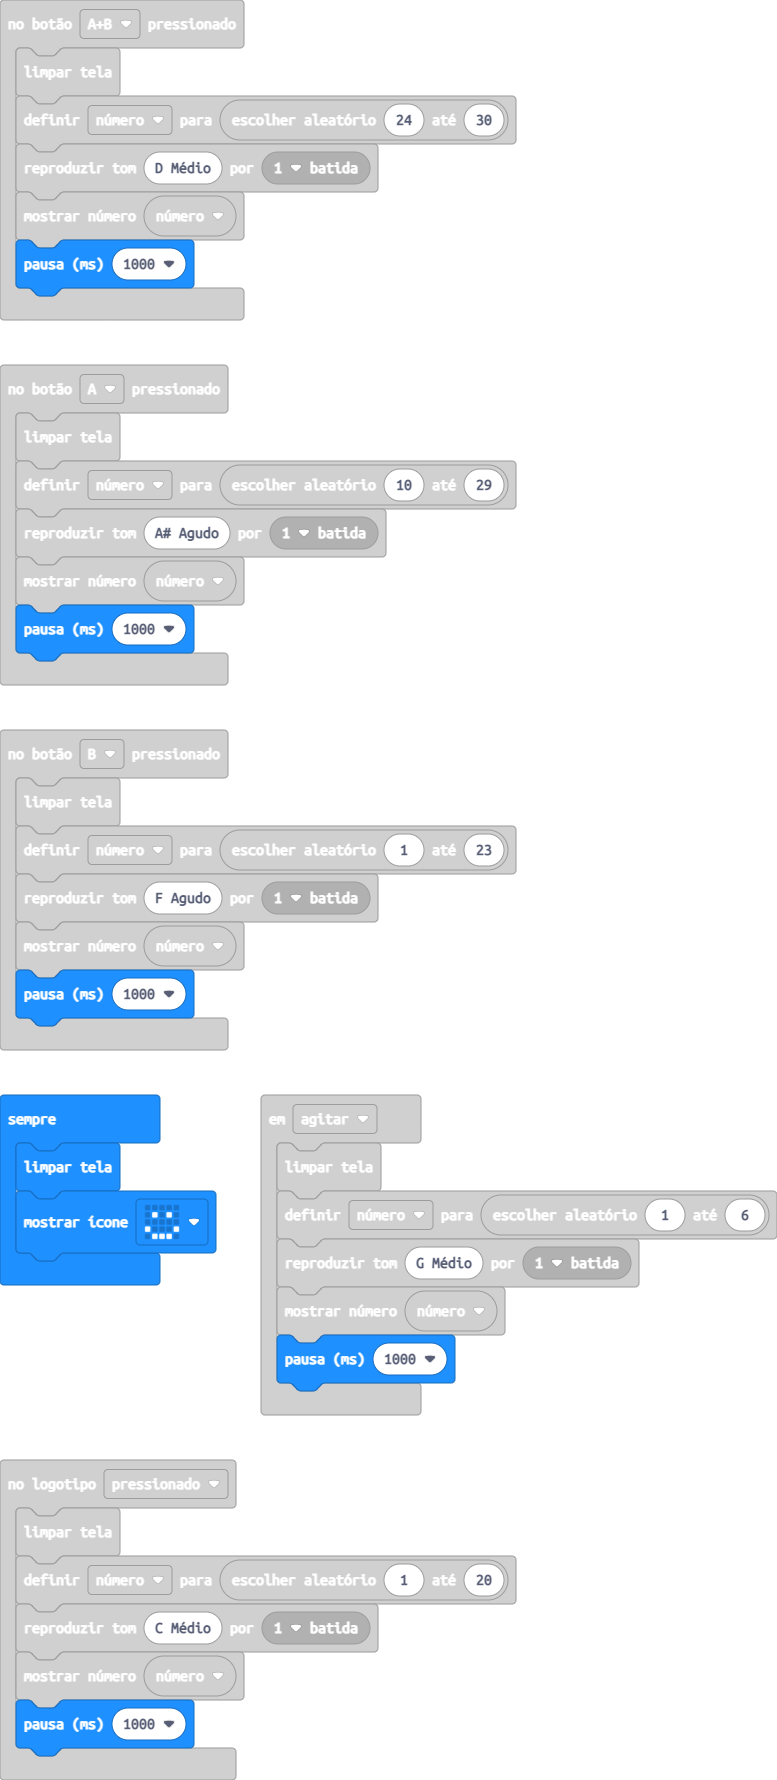 no botão A+B pressionado
limpar tela
definir número para escolher aleatório 24 até 30
reproduzir tom D Médio por 1 batida
mostrar número número
pausa (ms) 1000
no botão A pressionado
limpar tela
definir número para escolher aleatório 10 até 29
reproduzir tom A# Agudo por 1 batida
mostrar número número
pausa (ms) 1000
no botão B pressionado
limpar tela
definir número para escolher aleatório 1 até 23
reproduzir tom F Agudo por 1 batida
mostrar número número
pausa (ms) 1000
sempre
limpar tela
mostrar ícone
em agitar
limpar tela
definir número para escolher aleatório 1 até 6
reproduzir tom G Médio por 1 batida
mostrar número número
pausa (ms) 1000
no logotipo pressionado
limpar tela
definir número para escolher aleatório 1 até 20
reproduzir tom C Médio por 1 batida
mostrar número número
pausa (ms) 1000